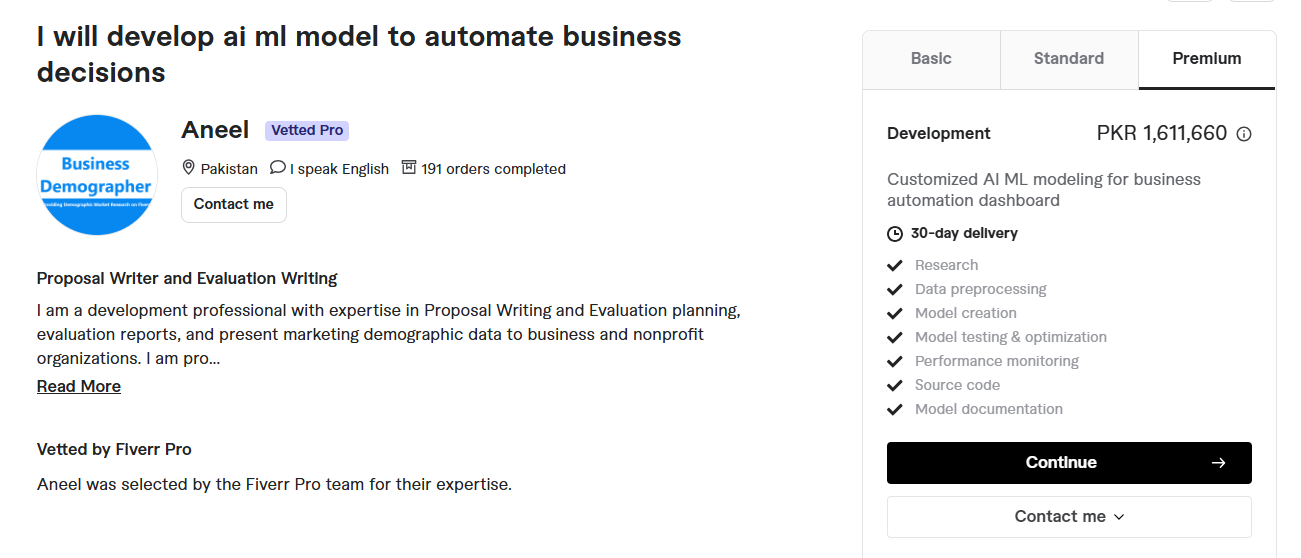 I will develop ai ml model to automate business
decisions
Aneel Vetted Pro
Pakistan I speak English 191 orders completed
Contact me
Business
Demographer
Proposal Writer and Evaluation Writing
I am a development professional with expertise in Proposal Writing and Evaluation planning,
evaluation reports, and present marketing demographic data to business and nonprofit
organizations. I am pro...
Read More
Vetted by Fiverr Pro
Aneel was selected by the Fiverr Pro team for their expertise.
Basic Standard Premium
Development PKR 1,611,660
Customized AI ML modeling for business
automation dashboard
30-day delivery
Research
Data preprocessing
Model creation
Model testing & optimization
Performance monitoring
Source code
Model documentation
Continue
Contact me